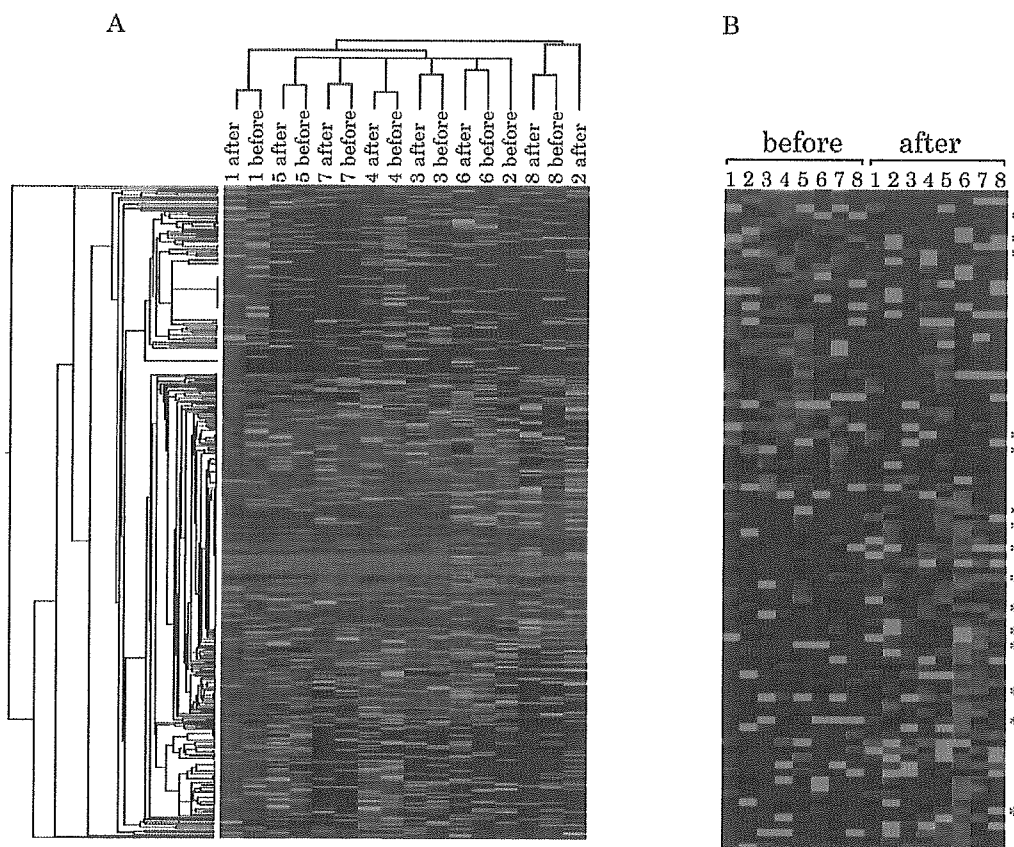 A
1 after
1 before
5 after
5 before
7 after
7 before
4 after
4 before
3 after
3 before
6 after
6 before
2 before
8 after
8 before
2 after
B
before after
1 2 3 4 5 6 7 8 1 2 3 4 5 6 7 8